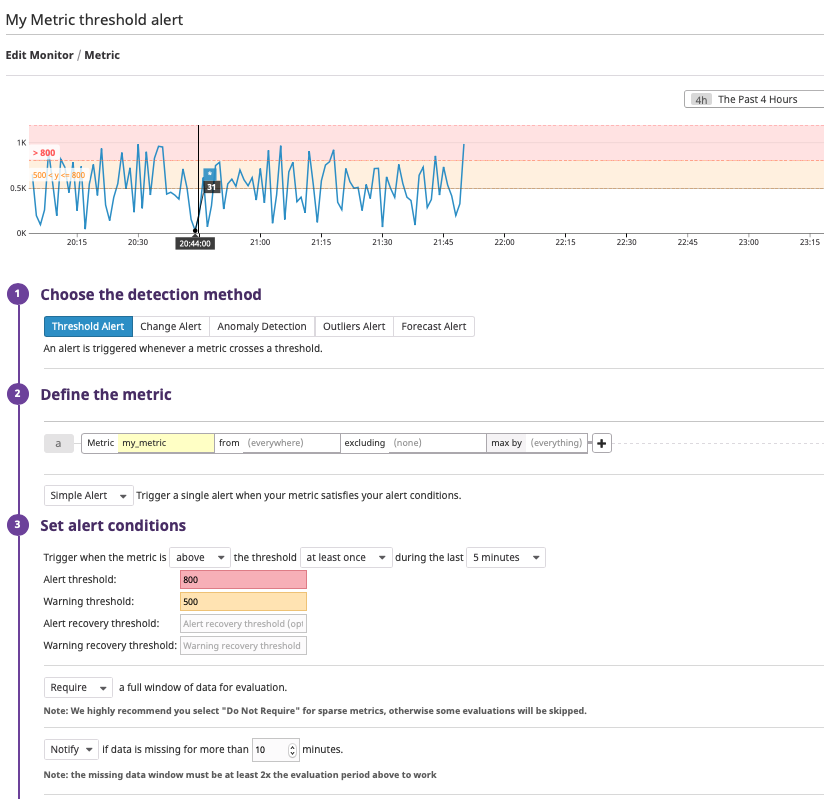 My Metric threshold alert
Edit Monitor / Metric
4h The Past 4 Hours
1K
> 800
500 < y <= 800
*
0.5K
31
0K
20:15 20:30 20:44:00 21:00 21:15 21:30 21:45 22:00 22:15 22:30 22:45 23:00 23:15
1 Choose the detection method
Threshold Alert Change Alert Anomaly Detection Outliers Alert Forecast Alert
An alert is triggered whenever a metric crosses a threshold.
2 Define the metric
a Metric my_metric from (everywhere) excluding (none) max by (everything) +
Simple Alert Trigger a single alert when your metric satisfies your alert conditions.
3 Set alert conditions
Trigger when the metric is above the threshold at least once during the last 5 minutes
Alert threshold: 800
Warning threshold: 500
Alert recovery threshold: Alert recovery threshold (opt
Warning recovery threshold: Warning recovery threshold
Require a full window of data for evaluation.
Note: We highly recommend you select "Do Not Require" for sparse metrics, otherwise some evaluations will be skipped.
Notify if data is missing for more than 10 minutes.
Note: the missing data window must be at least 2x the evaluation period above to work